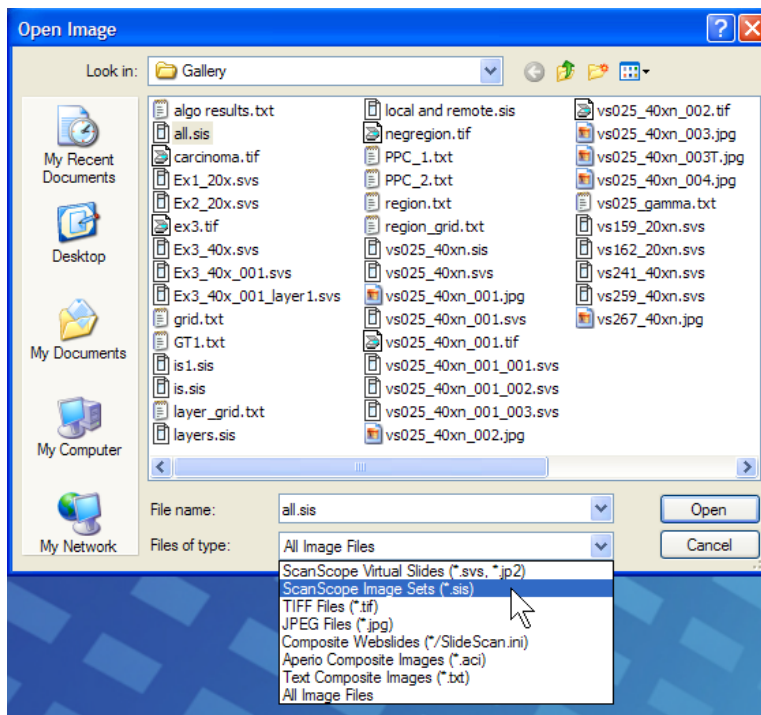 Open Image
Look in: Gallery
My Recent
Documents
Desktop
My Documents
My Computer
My Network
algo results.txt
all.sis
carcinoma.tif
Ex1_20x.svs
Ex2_20x.svs
ex3.tif
Ex3_40x.svs
Ex3_40x_001.svs
Ex3_40x_001_layer1.svs
grid.txt
GT1.txt
is1.sis
is.sis
layer_grid.txt
layers.sis
local and remote.sis
negregion.tif
PPC_1.txt
PPC_2.txt
region.txt
region_grid.txt
vs025_40xn.sis
vs025_40xn.svs
vs025_40xn_001.jpg
vs025_40xn_001.svs
vs025_40xn_001.tif
vs025_40xn_001_001.svs
vs025_40xn_001_002.svs
vs025_40xn_001_003.svs
vs025_40xn_002.jpg
vs025_40xn_002.tif
vs025_40xn_003.jpg
vs025_40xn_003T.jpg
vs025_40xn_004.jpg
vs025_gamma.txt
vs159_20xn.svs
vs162_20xn.svs
vs241_40xn.svs
vs259_40xn.svs
vs267_40xn.jpg
File name: all.sis Open
Files of type: All Image Files Cancel
ScanScope Virtual Slides (*.svs, *.jp2)
ScanScope Image Sets (*.sis)
TIFF Files (*.tif)
JPEG Files (*.jpg)
Composite Webslides (*/SlideScan.ini)
Aperio Composite Images (*.aci)
Text Composite Images (*.txt)
All Image Files